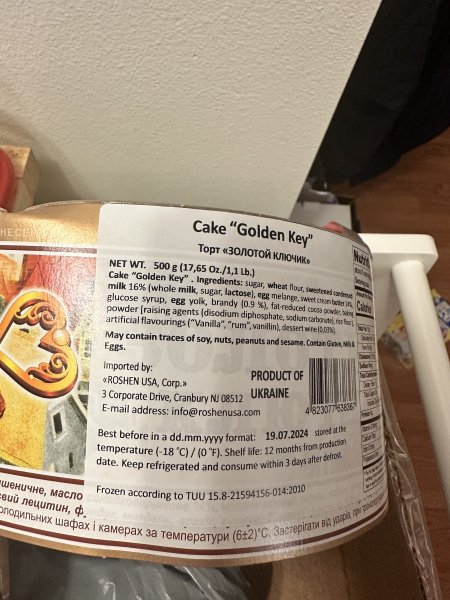 Cake “Golden Key”
Торт «ЗОЛОТОЙ КЛЮЧИК»
NET WT. 500 g (17,65 Oz./1,1 Lb.)
Cake “Golden Key” . Ingredients: sugar, wheat flour, sweetened condensed
milk 16% (whole milk, sugar, lactose), egg melange, sweet cream butter 14%,
glucose syrup, egg yolk, brandy (0.9 %), fat-reduced cocoa powder, baking
powder [raising agents (disodium diphosphate, sodium carbonate), rice flour],
artificial flavourings (“Vanilla”, “rum”, vanillin), dessert wine (0,03%).
May contain traces of soy, nuts, peanuts and sesame. Contain Gluten, Milk &
Eggs.
Imported by:
«ROSHEN USA, Corp.»
3 Corporate Drive, Cranbury NJ 08512
E-mail address: info@roshenusa.com
PRODUCT OF
UKRAINE
Best before in a dd.mm.yyyy format: 19.07.2024 stored at the
temperature (-18 ˚C) / (0 ˚F). Shelf life: 12 months from production
date. Keep refrigerated and consume within 3 days after defrost.
Frozen according to TUU 15.8-21594156-014:2010
шеничне, масло
лецитин, ф
холодильних шафах і камерах за температури (6±2)°С. Застерігати від ударів,